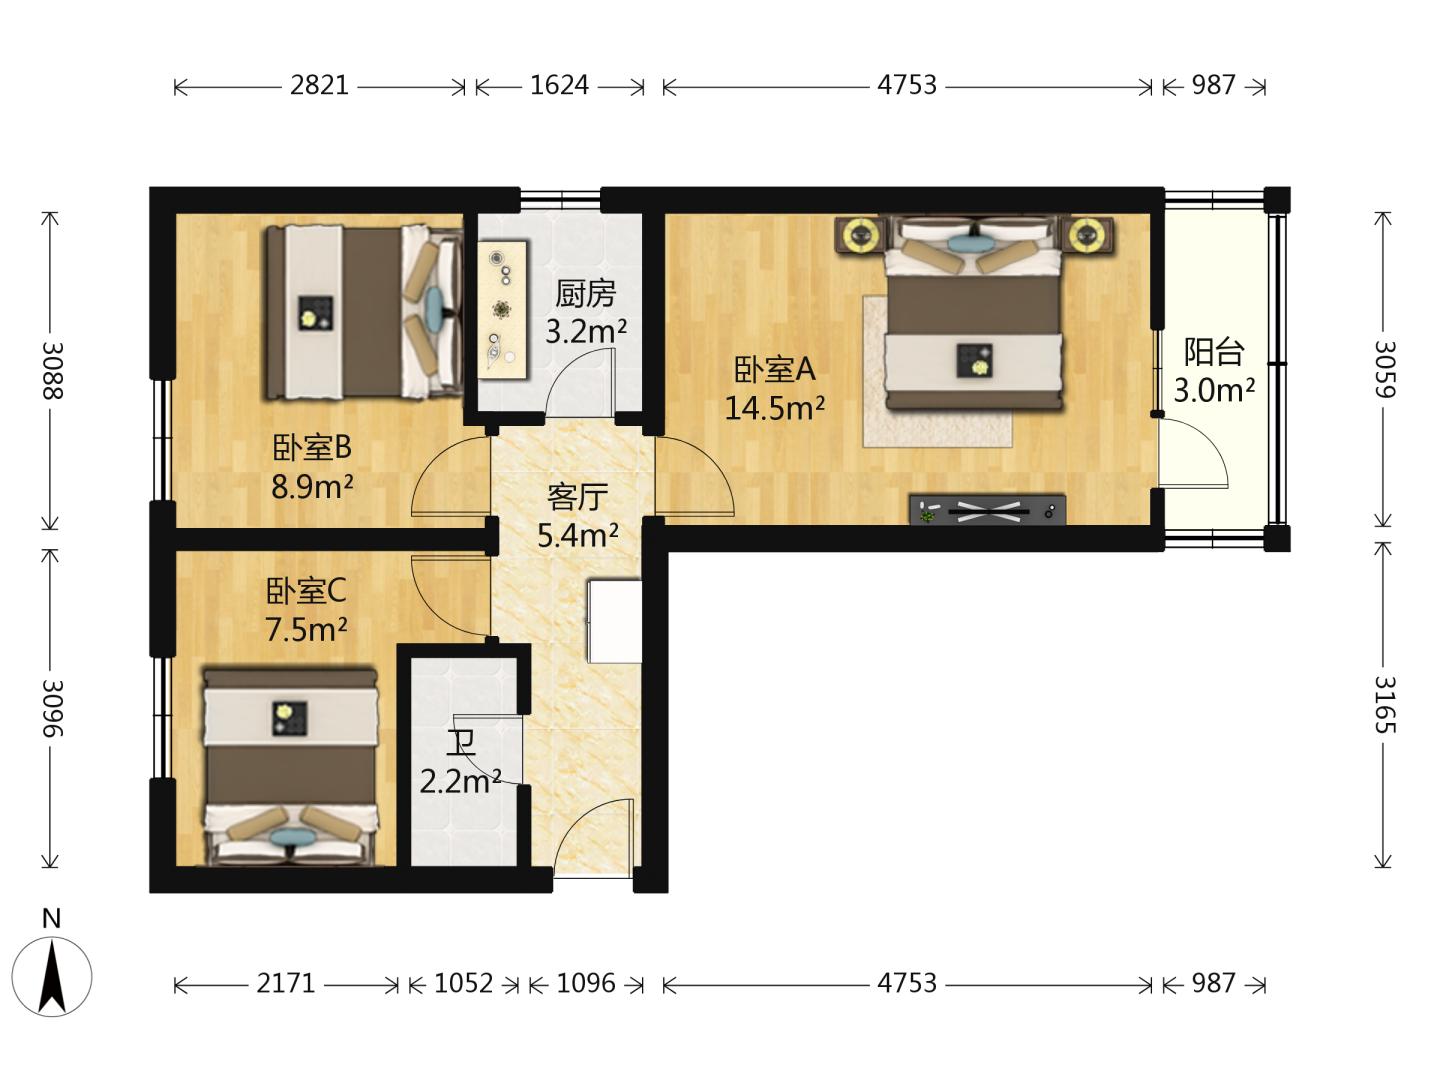 2821
1624
4753
987
3088
厨房
3.2m²
卧室A
14.5m²
阳台
3.0m²
3059
卧室B
8.9m²
客厅
5.4m²
卧室C
7.5m²
3096
卫
2.2m²
3165
N
2171
1052
1096
4753
987